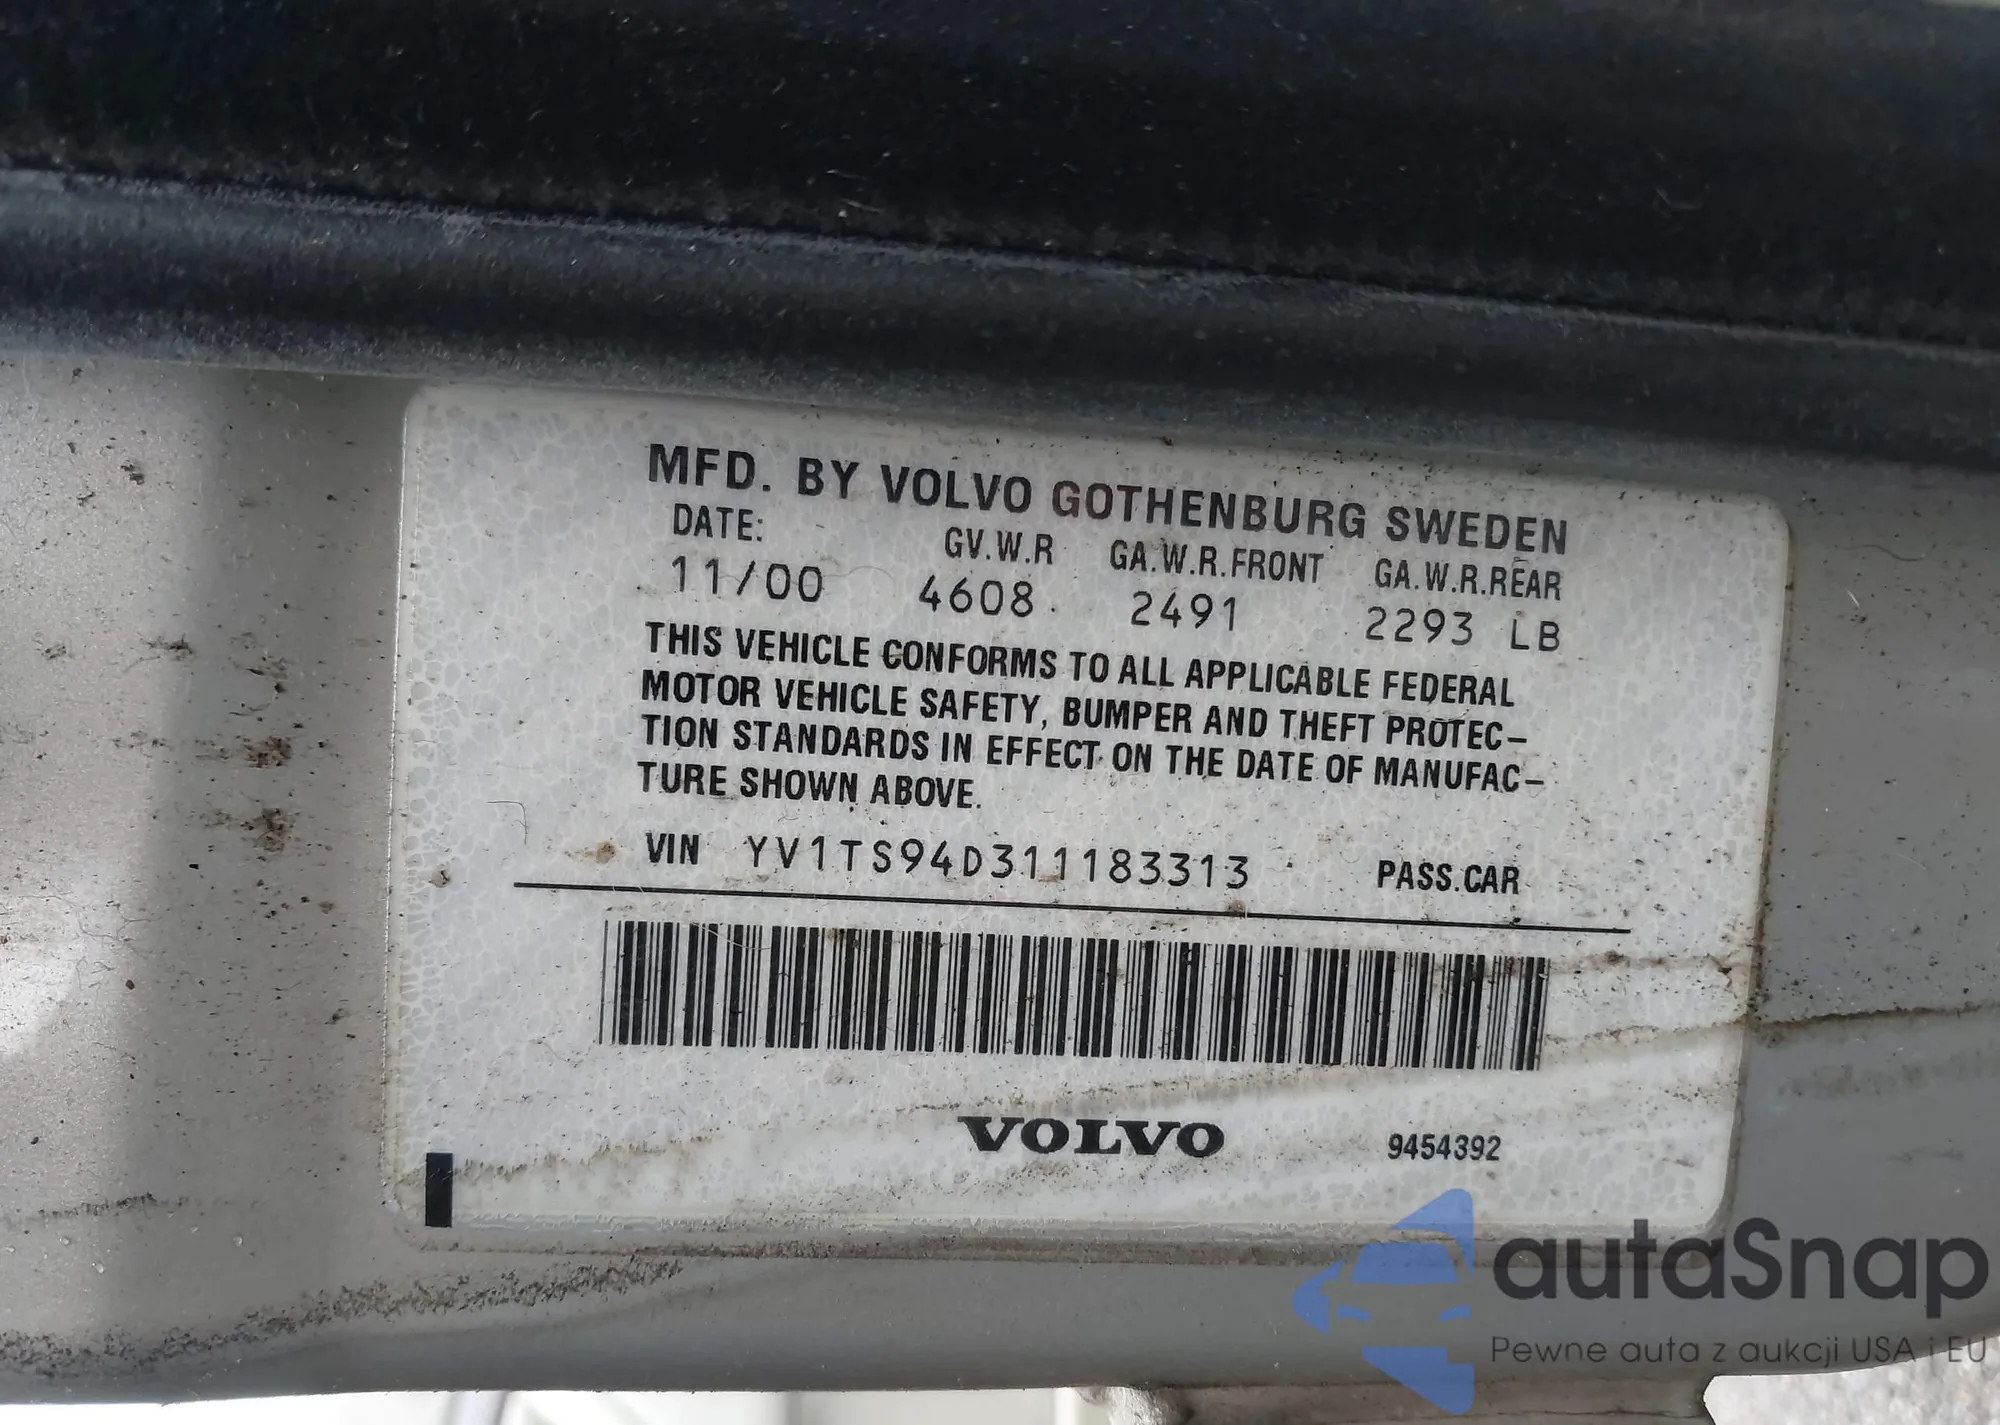 MFD. BY VOLVO GOTHENBURG SWEDEN
DATE: GV.W.R GA.W.R.FRONT GA.W.R.REAR
11/00 4608 2491 2293 LB
THIS VEHICLE CONFORMS TO ALL APPLICABLE FEDERAL
MOTOR VEHICLE SAFETY, BUMPER AND THEFT PROTEC-
TION STANDARDS IN EFFECT ON THE DATE OF MANUFAC-
TURE SHOWN ABOVE.
VIN YV1TS94D311183313 PASS.CAR
VOLVO 9454392
autaSnap
Pewne auta z aukcji USA i EU